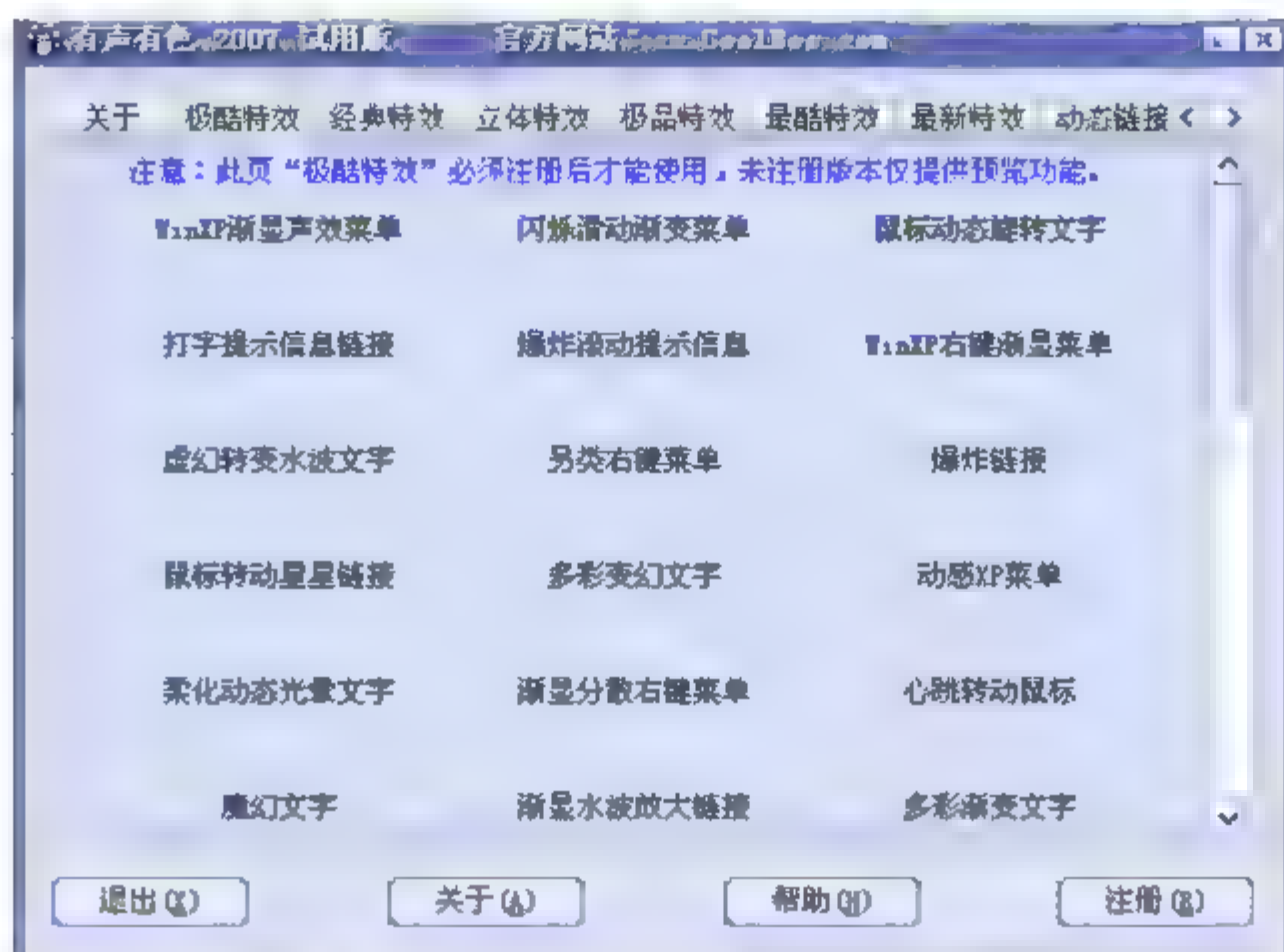 有声有色 2007 试用版 官方网站
关于 极酷特效 经典特效 立体特效 极品特效 最酷特效 最新特效 动态链接 < >
注意：此页“极酷特效”必须注册后才能使用，未注册版本仅提供预览功能。
WinXP渐显声效菜单 闪烁滑动渐变菜单 鼠标动态旋转文字
打字提示信息链接 爆炸滚动提示信息 WinXP右键渐显菜单
虚幻转变水波文字 另类右键菜单 爆炸链接
鼠标转动星星链接 多彩变幻文字 动感XP菜单
柔化动态光晕文字 渐显分散右键菜单 心跳转动鼠标
魔幻文字 渐显水波放大链接 多彩渐变文字
退出(X) 关于(A) 帮助(H) 注册(R)